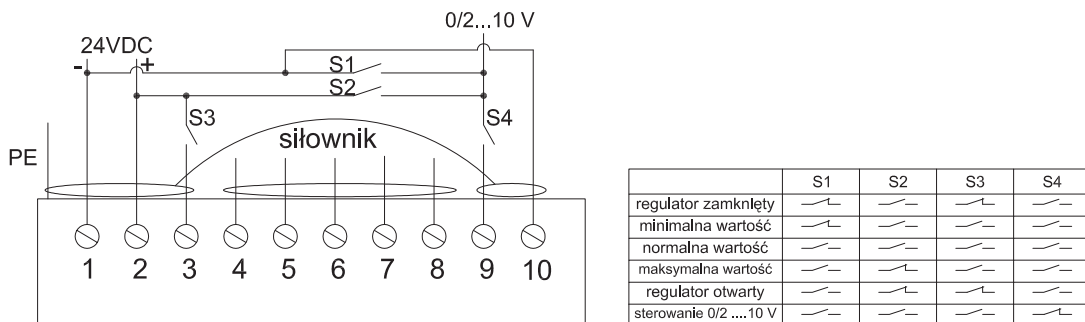 0/2...10 V
24VDC
- +
S1
S2
S3 S4
siłownik
PE
1 2 3 4 5 6 7 8 9 10
S1 S2 S3 S4
regulator zamknięty
minimalna wartość
normalna wartość
maksymalna wartość
regulator otwarty
sterowanie 0/2 ....10 V